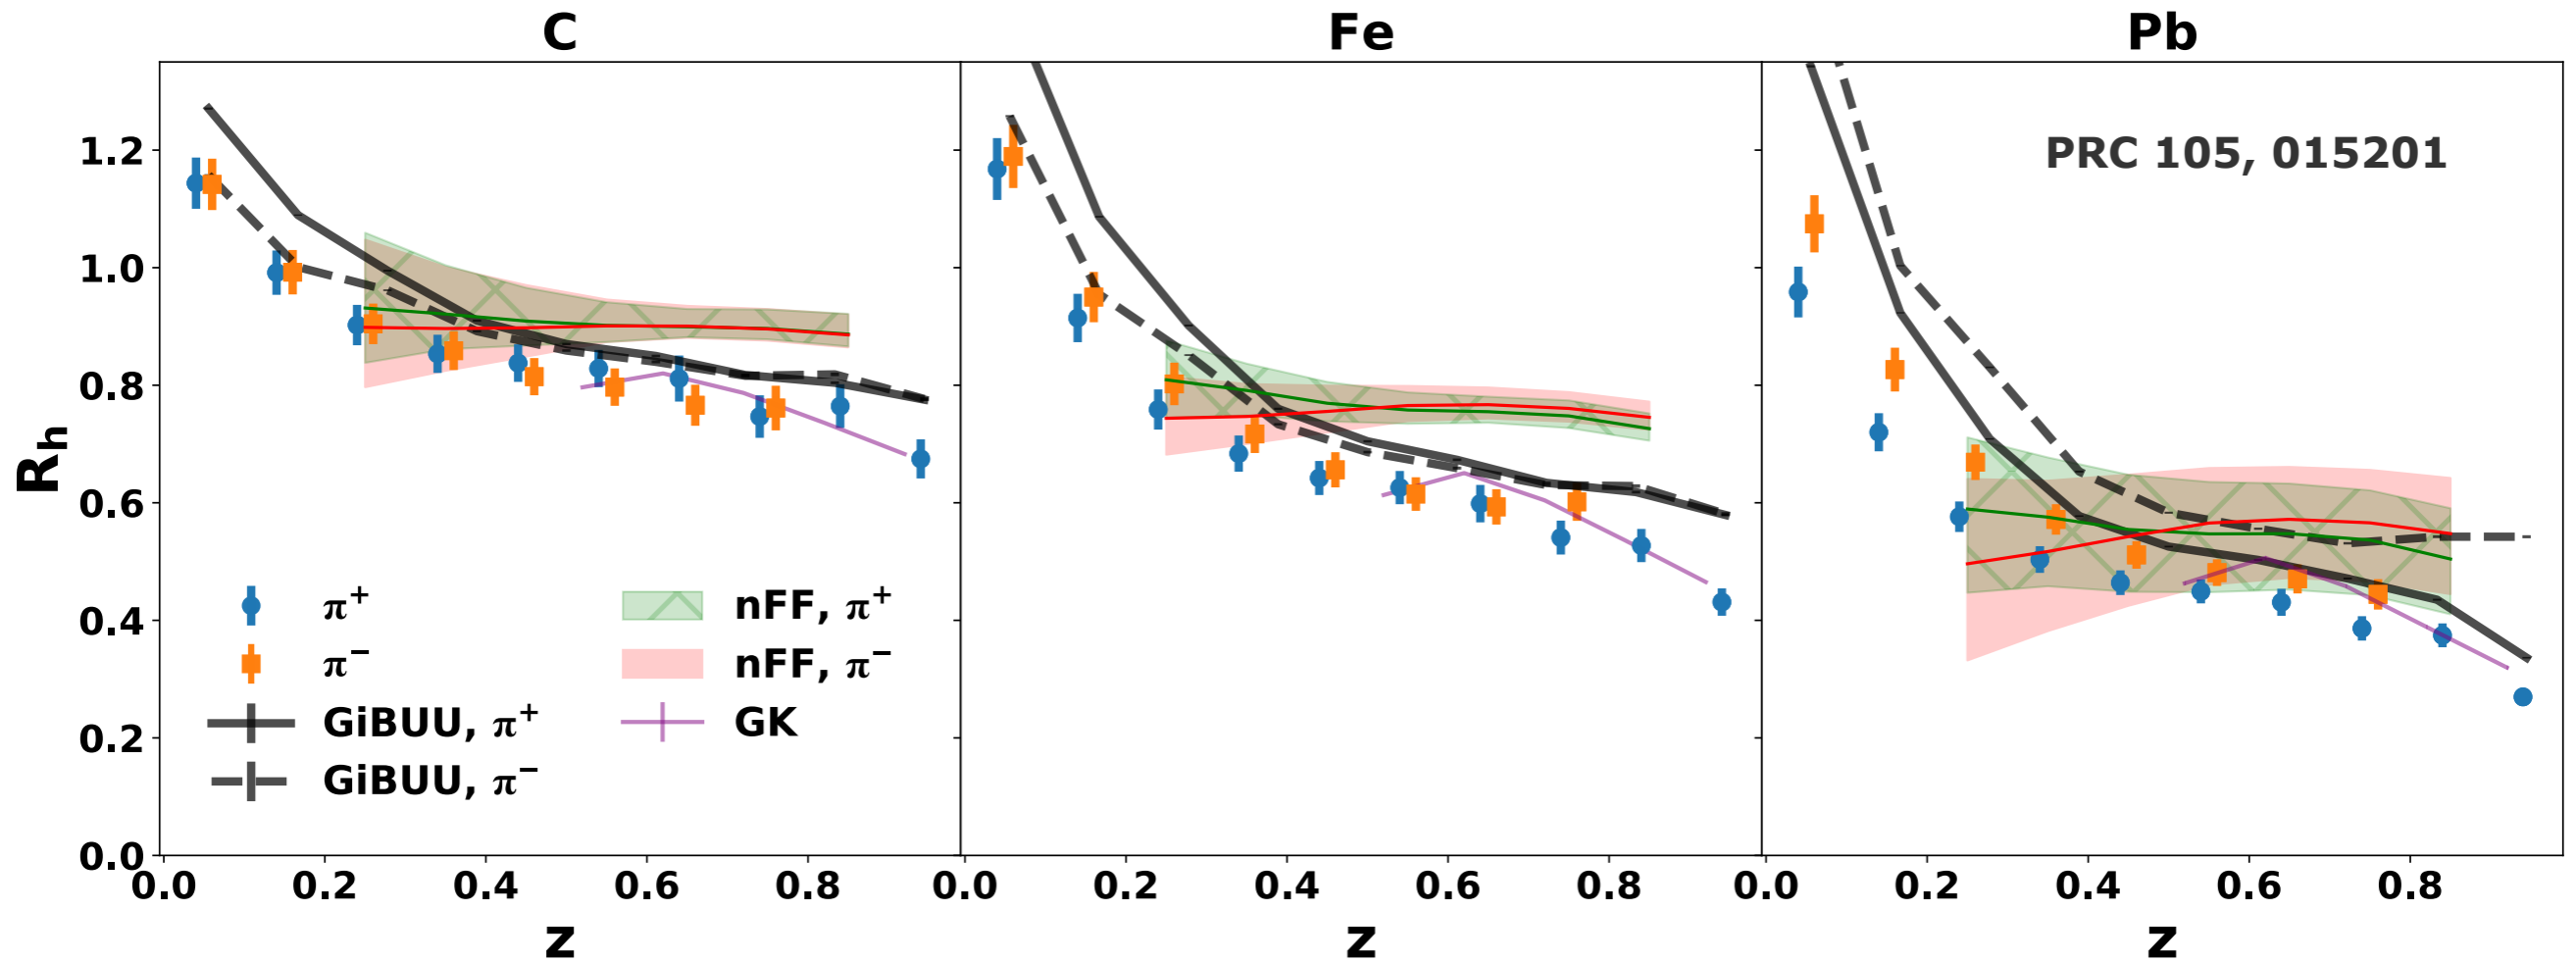 C Fe Pb
PRC 105, 015201
R_h
1.2
1.0
0.8
0.6
0.4
0.2
0.0
π⁺
π⁻
GiBUU, π⁺
GiBUU, π⁻
nFF, π⁺
nFF, π⁻
GK
0.0 0.2 0.4 0.6 0.8 0.0 0.2 0.4 0.6 0.8 0.0 0.2 0.4 0.6 0.8
z z z